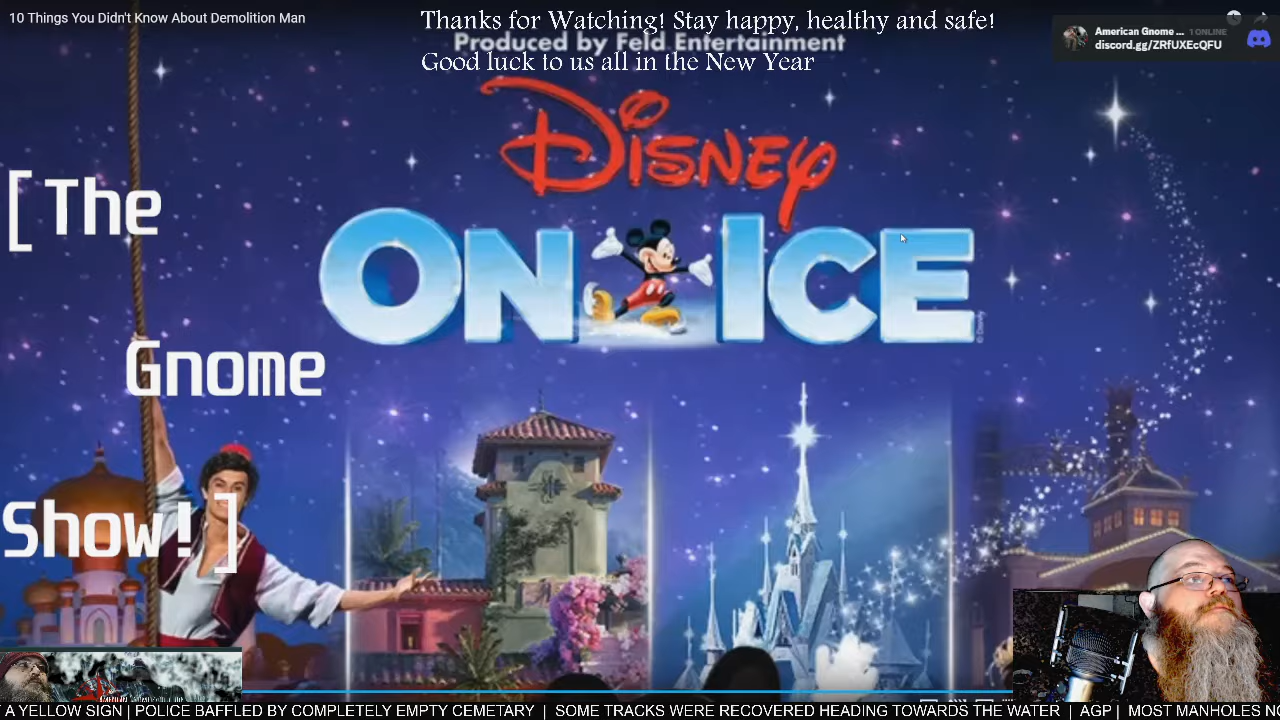 10 Things You Didn't Know About Demolition Man
Thanks for Watching! Stay happy, healthy and safe!
Produced by Feld Entertainment
Good luck to us all in the New Year
American Gnome ... 1 ONLINE
discord.gg/ZRfUXEcQFU
DISNEY
ON ICE
[ The
Gnome
Show! ]
A YELLOW SIGN | POLICE BAFFLED BY COMPLETELY EMPTY CEMETARY | SOME TRACKS WERE RECOVERED HEADING TOWARDS THE WATER | AGP | MOST MANHOLES NO